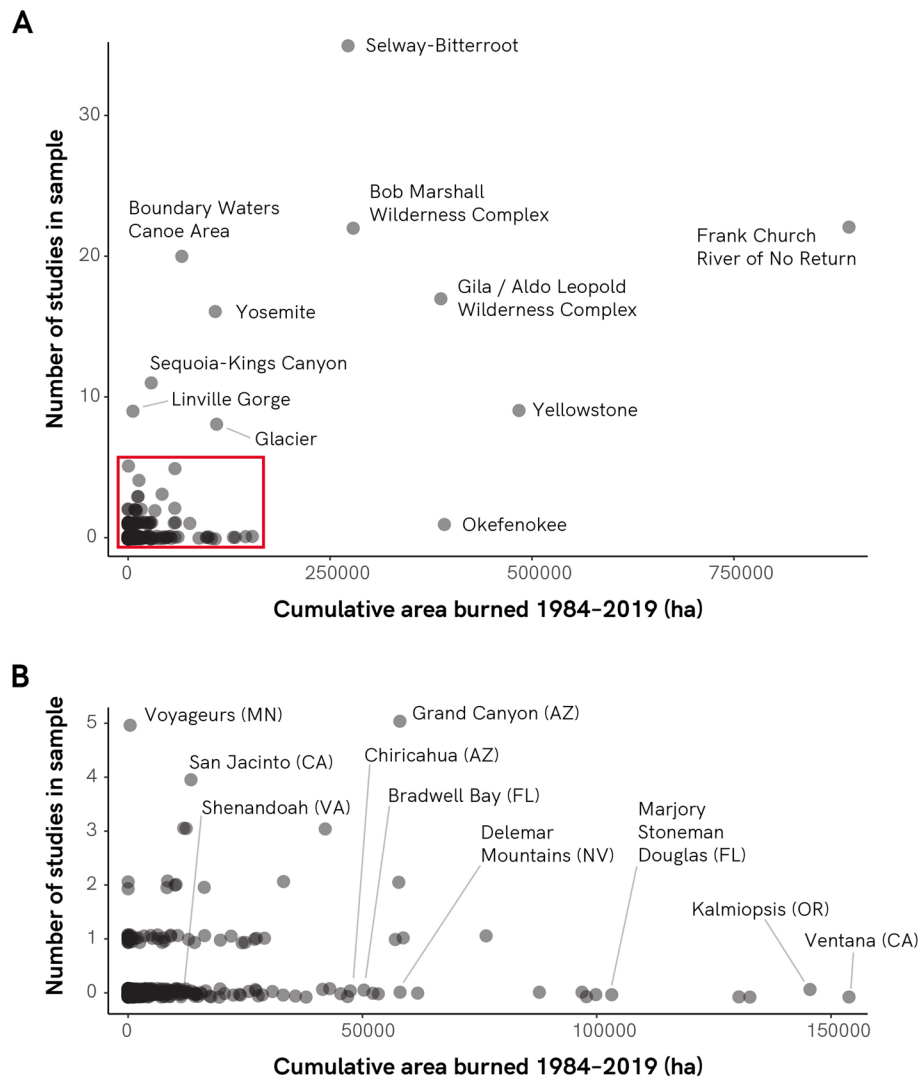 A
Number of studies in sample
30
20
10
0
Selway-Bitterroot
Bob Marshall
Wilderness Complex
Boundary Waters
Canoe Area
Frank Church
River of No Return
Gila / Aldo Leopold
Wilderness Complex
Yosemite
Sequoia-Kings Canyon
Linville Gorge
Yellowstone
Glacier
Okefenokee
0
250000
500000
750000
Cumulative area burned 1984–2019 (ha)
B
Number of studies in sample
5
4
3
2
1
0
Voyageurs (MN)
Grand Canyon (AZ)
Chiricahua (AZ)
San Jacinto (CA)
Bradwell Bay (FL)
Shenandoah (VA)
Delemar
Mountains (NV)
Marjory
Stoneman
Douglas (FL)
Kalmiopsis (OR)
Ventana (CA)
0
50000
100000
150000
Cumulative area burned 1984–2019 (ha)